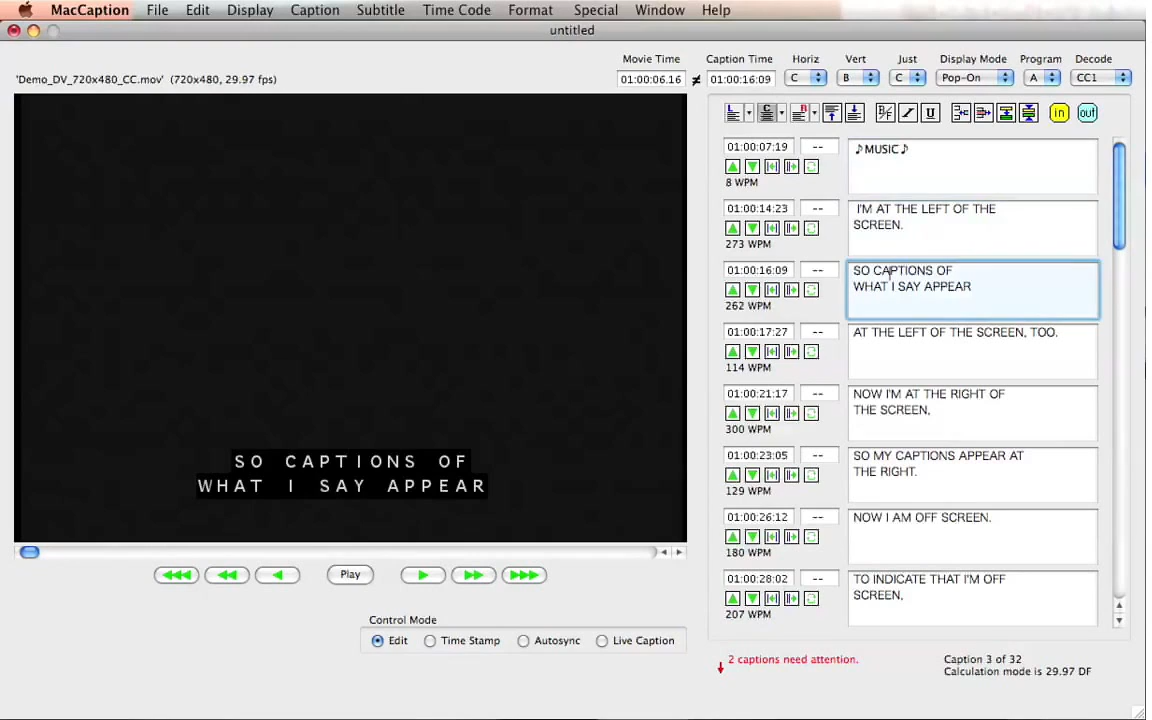 MacCaption File Edit Display Caption Subtitle Time Code Format Special Window Help
untitled
'Demo_DV_720x480_CC.mov' (720x480, 29.97 fps)
Movie Time Caption Time Horiz Vert Just Display Mode Program Decode
01:00:06.16 ≠ 01:00:16:09 C B C Pop-On A CC1
L C R B/F I U in out
01:00:07:19 --
8 WPM
♪MUSIC♪
01:00:14:23 --
273 WPM
I'M AT THE LEFT OF THE
SCREEN.
01:00:16:09 --
262 WPM
SO CAPTIONS OF
WHAT I SAY APPEAR
01:00:17:27 --
114 WPM
AT THE LEFT OF THE SCREEN, TOO.
01:00:21:17 --
300 WPM
NOW I'M AT THE RIGHT OF
THE SCREEN,
01:00:23:05 --
129 WPM
SO MY CAPTIONS APPEAR AT
THE RIGHT.
01:00:26:12 --
180 WPM
NOW I AM OFF SCREEN.
01:00:28:02 --
207 WPM
TO INDICATE THAT I'M OFF
SCREEN,
SO CAPTIONS OF
WHAT I SAY APPEAR
Play
Control Mode
Edit Time Stamp Autosync Live Caption
2 captions need attention.
Caption 3 of 32
Calculation mode is 29.97 DF